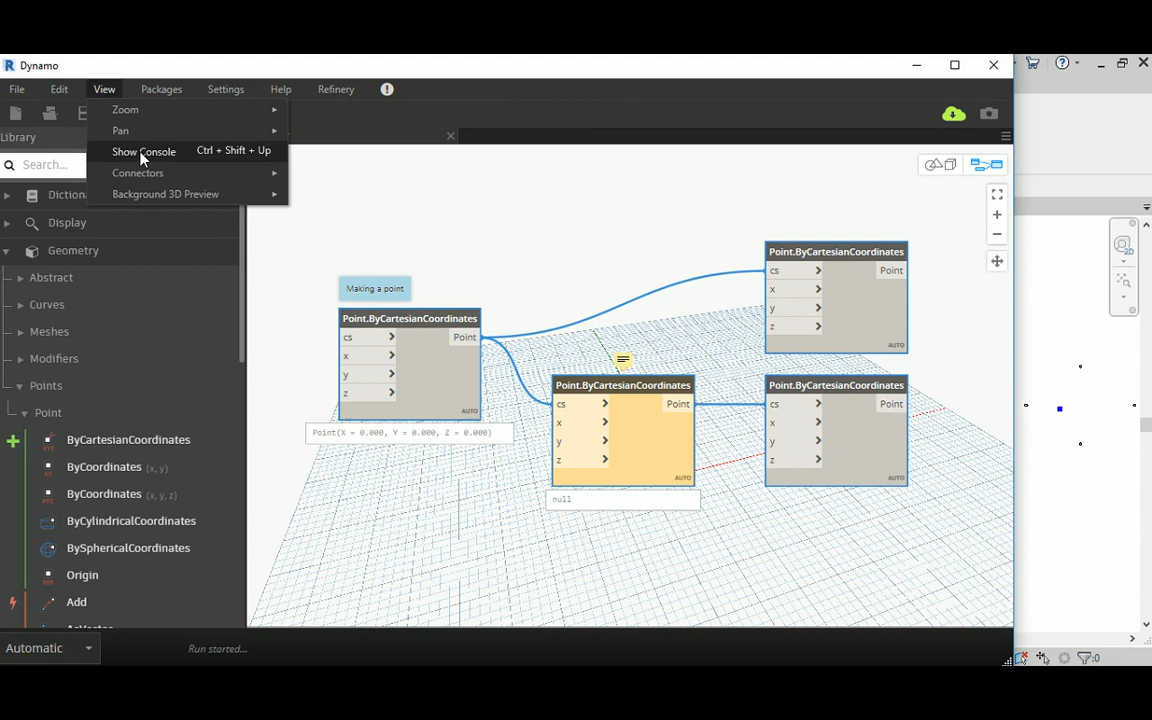 Dynamo
File Edit View Packages Settings Help Refinery
Zoom
Pan
Library
Show Console Ctrl + Shift + Up
Search...
Connectors
Background 3D Preview
Display
Geometry
Abstract
Curves
Meshes
Modifiers
Points
Point
ByCartesianCoordinates
ByCoordinates (x, y)
ByCoordinates (x, y, z)
ByCylindricalCoordinates
BySphericalCoordinates
Origin
Add
Making a point
Point.ByCartesianCoordinates
cs Point
x
y
z
AUTO
Point(X = 0.000, Y = 0.000, Z = 0.000)
Point.ByCartesianCoordinates
cs Point
x
y
z
AUTO
null
Point.ByCartesianCoordinates
cs Point
x
y
z
AUTO
Point.ByCartesianCoordinates
cs Point
x
y
z
AUTO
Automatic
Run started...
2D
:0